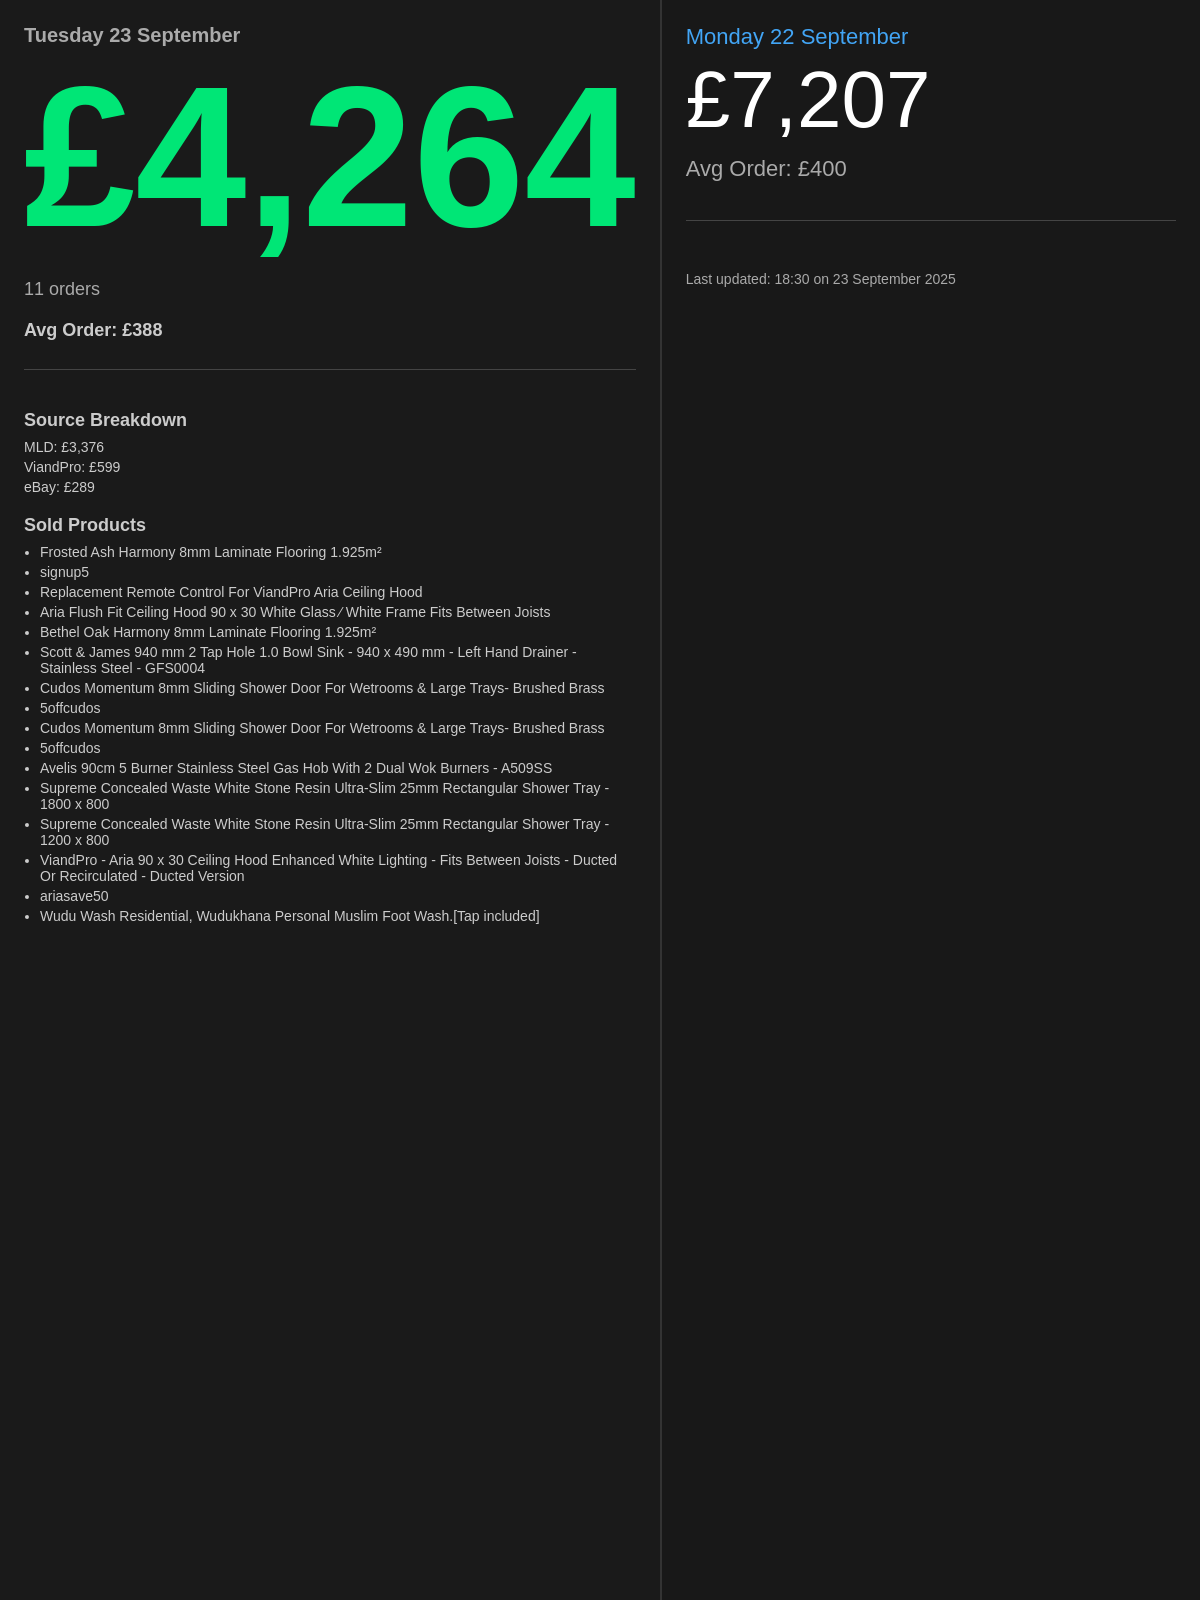 Tuesday 23 September
£4,264
11 orders
Avg Order: £388
Source Breakdown
MLD: £3,376
ViandPro: £599
eBay: £289
Sold Products
• Frosted Ash Harmony 8mm Laminate Flooring 1.925m²
• signup5
• Replacement Remote Control For ViandPro Aria Ceiling Hood
• Aria Flush Fit Ceiling Hood 90 x 30 White Glass ⁄ White Frame Fits Between Joists
• Bethel Oak Harmony 8mm Laminate Flooring 1.925m²
• Scott & James 940 mm 2 Tap Hole 1.0 Bowl Sink - 940 x 490 mm - Left Hand Drainer -
Stainless Steel - GFS0004
• Cudos Momentum 8mm Sliding Shower Door For Wetrooms & Large Trays- Brushed Brass
• 5offcudos
• Cudos Momentum 8mm Sliding Shower Door For Wetrooms & Large Trays- Brushed Brass
• 5offcudos
• Avelis 90cm 5 Burner Stainless Steel Gas Hob With 2 Dual Wok Burners - A509SS
• Supreme Concealed Waste White Stone Resin Ultra-Slim 25mm Rectangular Shower Tray -
1800 x 800
• Supreme Concealed Waste White Stone Resin Ultra-Slim 25mm Rectangular Shower Tray -
1200 x 800
• ViandPro - Aria 90 x 30 Ceiling Hood Enhanced White Lighting - Fits Between Joists - Ducted
Or Recirculated - Ducted Version
• ariasave50
• Wudu Wash Residential, Wudukhana Personal Muslim Foot Wash.[Tap included]
Monday 22 September
£7,207
Avg Order: £400
Last updated: 18:30 on 23 September 2025